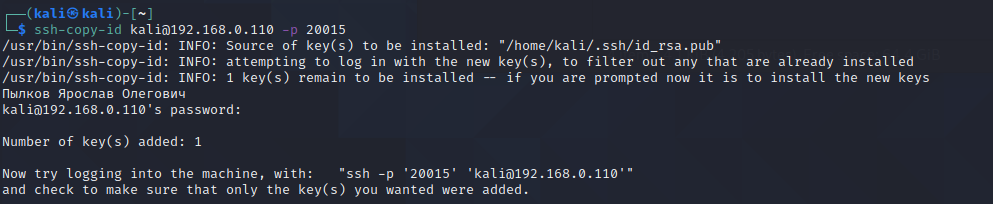 ┌──(kali㉿kali)-[~]
└─$ ssh-copy-id kali@192.168.0.110 -p 20015
/usr/bin/ssh-copy-id: INFO: Source of key(s) to be installed: "/home/kali/.ssh/id_rsa.pub"
/usr/bin/ssh-copy-id: INFO: attempting to log in with the new key(s), to filter out any that are already installed
/usr/bin/ssh-copy-id: INFO: 1 key(s) remain to be installed -- if you are prompted now it is to install the new keys
Пылков Ярослав Олегович
kali@192.168.0.110's password:
Number of key(s) added: 1
Now try logging into the machine, with:   "ssh -p '20015' 'kali@192.168.0.110'"
and check to make sure that only the key(s) you wanted were added.